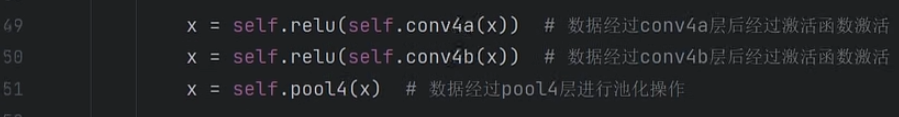 49 x = self.relu(self.conv4a(x))  # 数据经过conv4a层后经过激活函数激活
50 x = self.relu(self.conv4b(x))  # 数据经过conv4b层后经过激活函数激活
51 x = self.pool4(x)  # 数据经过pool4层进行池化操作